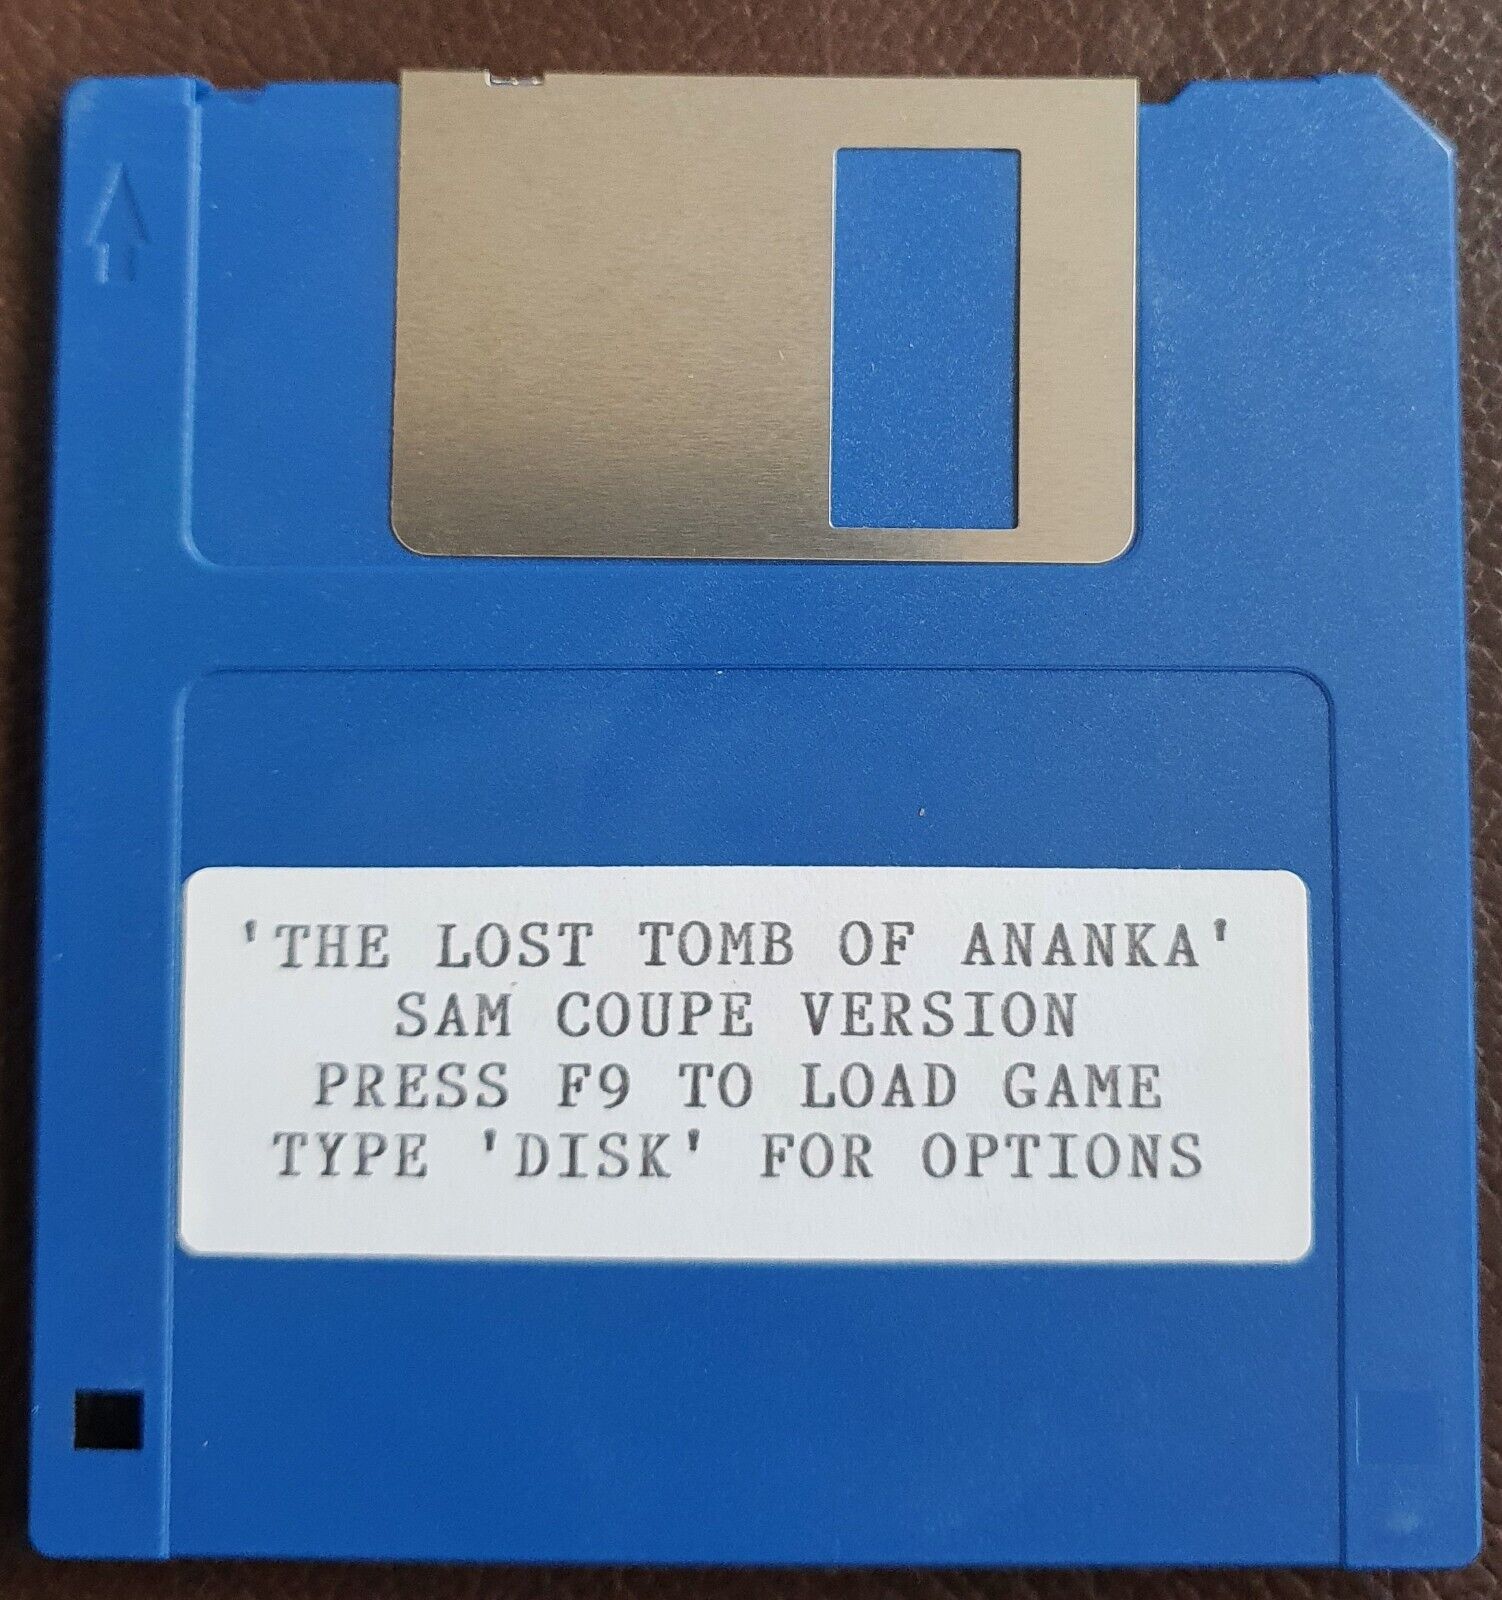 'THE LOST TOMB OF ANANKA'
SAM COUPE VERSION
PRESS F9 TO LOAD GAME
TYPE 'DISK' FOR OPTIONS